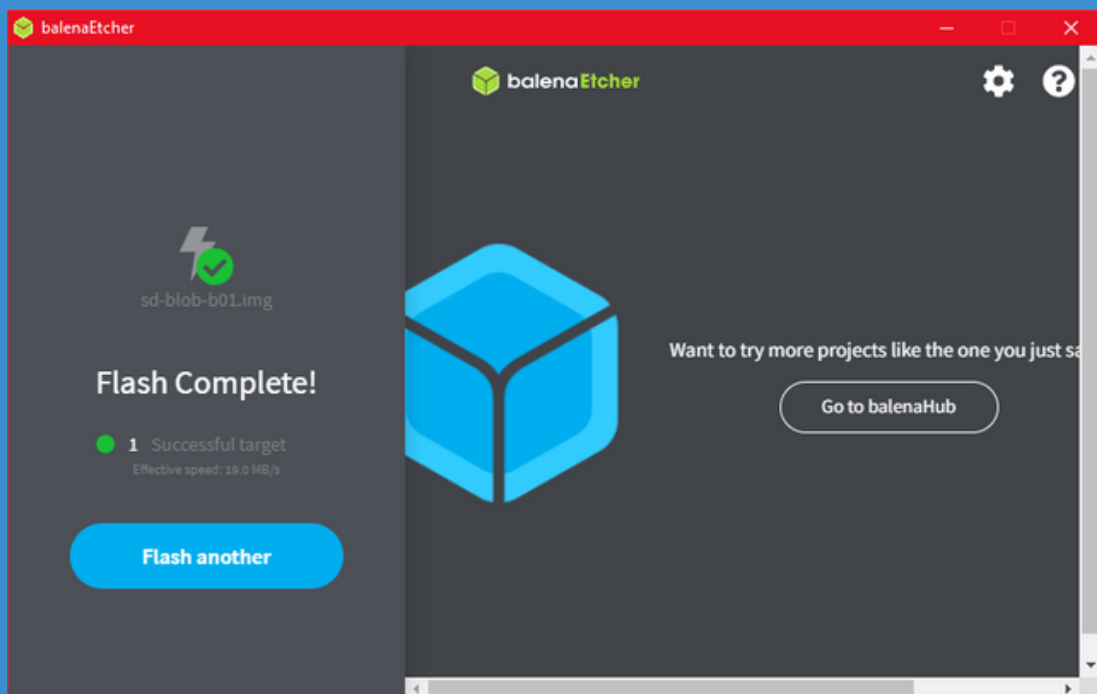 balenaEtcher
balenaEtcher
sd-blob-b01.img
Flash Complete!
1 Successful target
Effective speed: 19.0 MB/s
Flash another
Want to try more projects like the one you just sa
Go to balenaHub